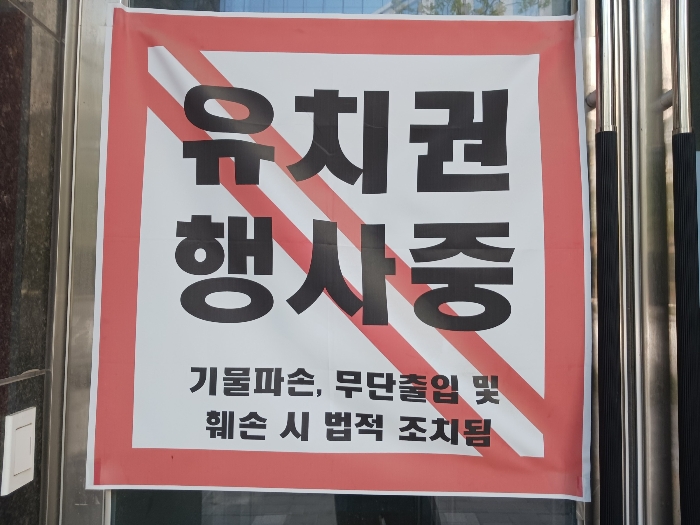 유치권
행사중
기물파손, 무단출입 및
훼손 시 법적 조치됨